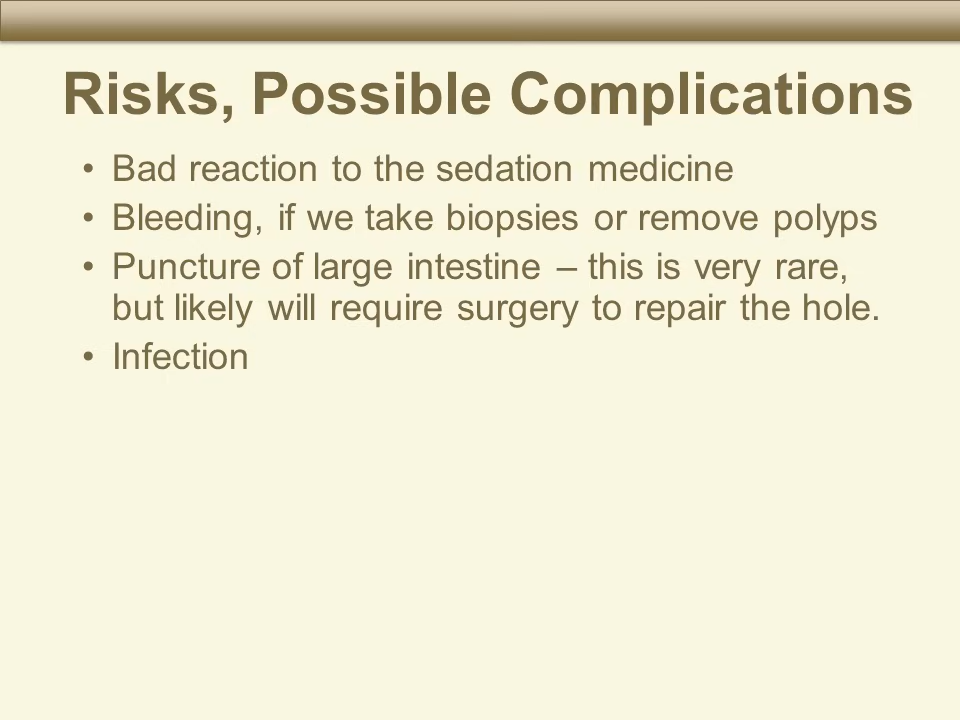 Risks, Possible Complications
• Bad reaction to the sedation medicine
• Bleeding, if we take biopsies or remove polyps
• Puncture of large intestine – this is very rare,
but likely will require surgery to repair the hole.
• Infection